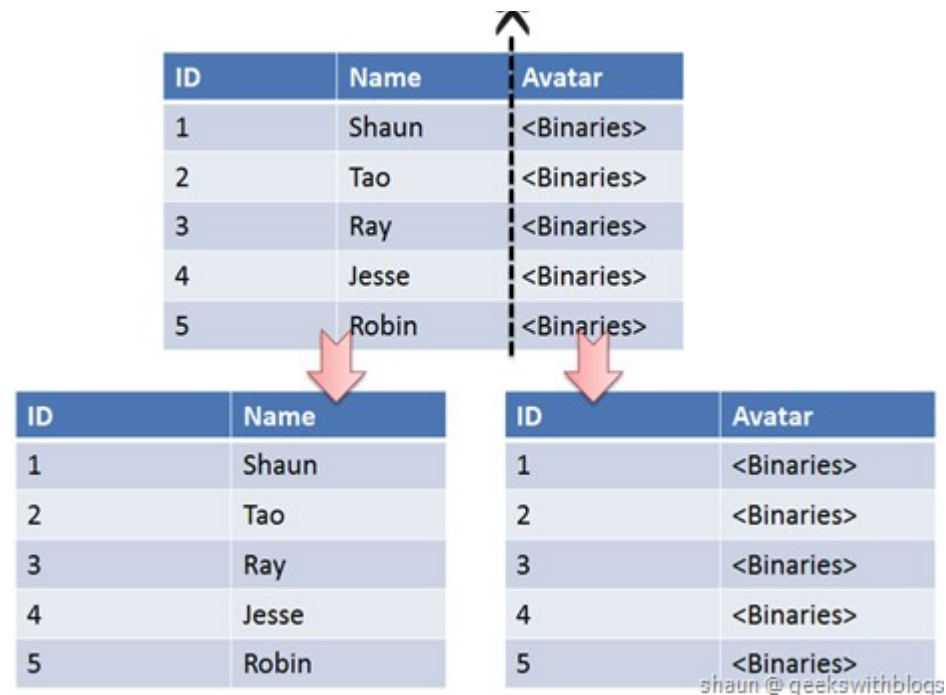 ID Name Avatar
1 Shaun <Binaries>
2 Tao <Binaries>
3 Ray <Binaries>
4 Jesse <Binaries>
5 Robin <Binaries>
ID Name
1 Shaun
2 Tao
3 Ray
4 Jesse
5 Robin
ID Avatar
1 <Binaries>
2 <Binaries>
3 <Binaries>
4 <Binaries>
5 <Binaries>
shaun @ geekswithblogs